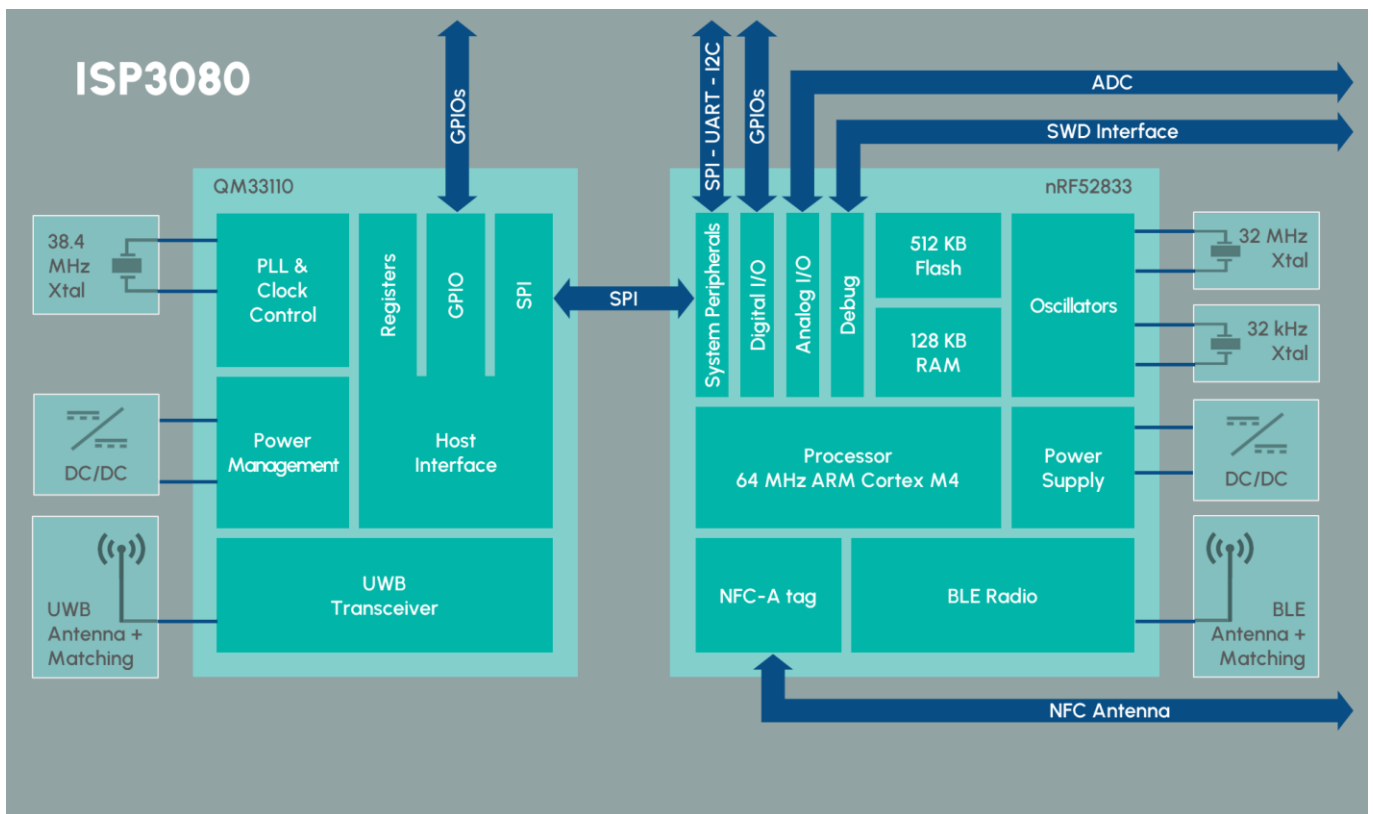 ISP3080
GPIOs
SPI - UART - I2C
GPIOs
ADC
SWD Interface
QM33110
38.4
MHz
Xtal
PLL &
Clock
Control
Registers
GPIO
SPI
Power
Management
Host
Interface
DC/DC
UWB
Transceiver
UWB
Antenna +
Matching
SPI
nRF52833
System Peripherals
Digital I/O
Analog I/O
Debug
512 KB
Flash
128 KB
RAM
Oscillators
32 MHz
Xtal
32 kHz
Xtal
Processor
64 MHz ARM Cortex M4
Power
Supply
DC/DC
NFC-A tag
BLE Radio
BLE
Antenna +
Matching
NFC Antenna